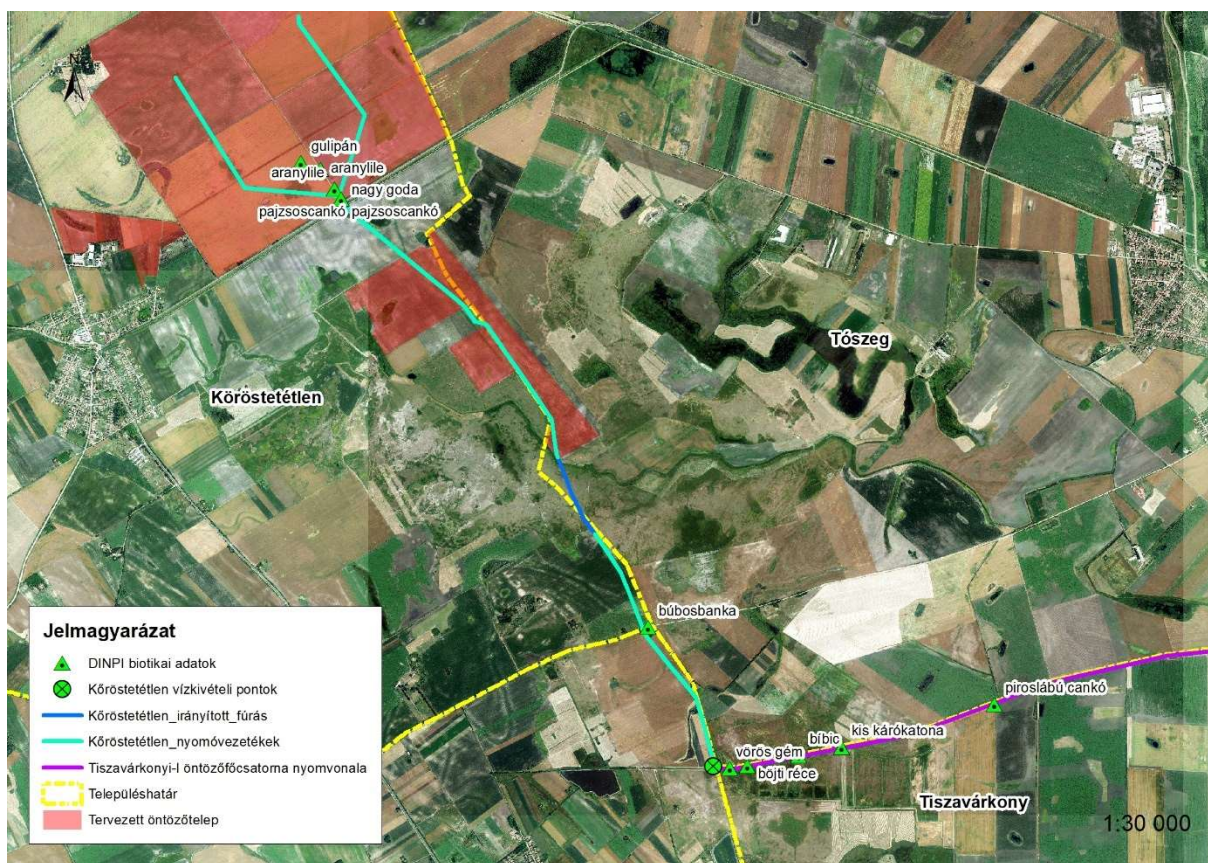 gulipán
aranylile aranylile
nagy goda
pajzsoscankó pajzsoscankó
Tószeg
Köröstetétlen
búbosbanka
piroslábú cankó
kis kárókatona
bíbic
vörös gém
böjti réce
Tiszavárkony
1:30 000
Jelmagyarázat
DINPI biotikai adatok
Kőröstetétlen vízkivételi pontok
Kőröstetétlen_irányított_fúrás
Kőröstetétlen_nyomóvezetékek
Tiszavárkonyi-I öntözőfőcsatorna nyomvonala
Településhatár
Tervezett öntözőtelep